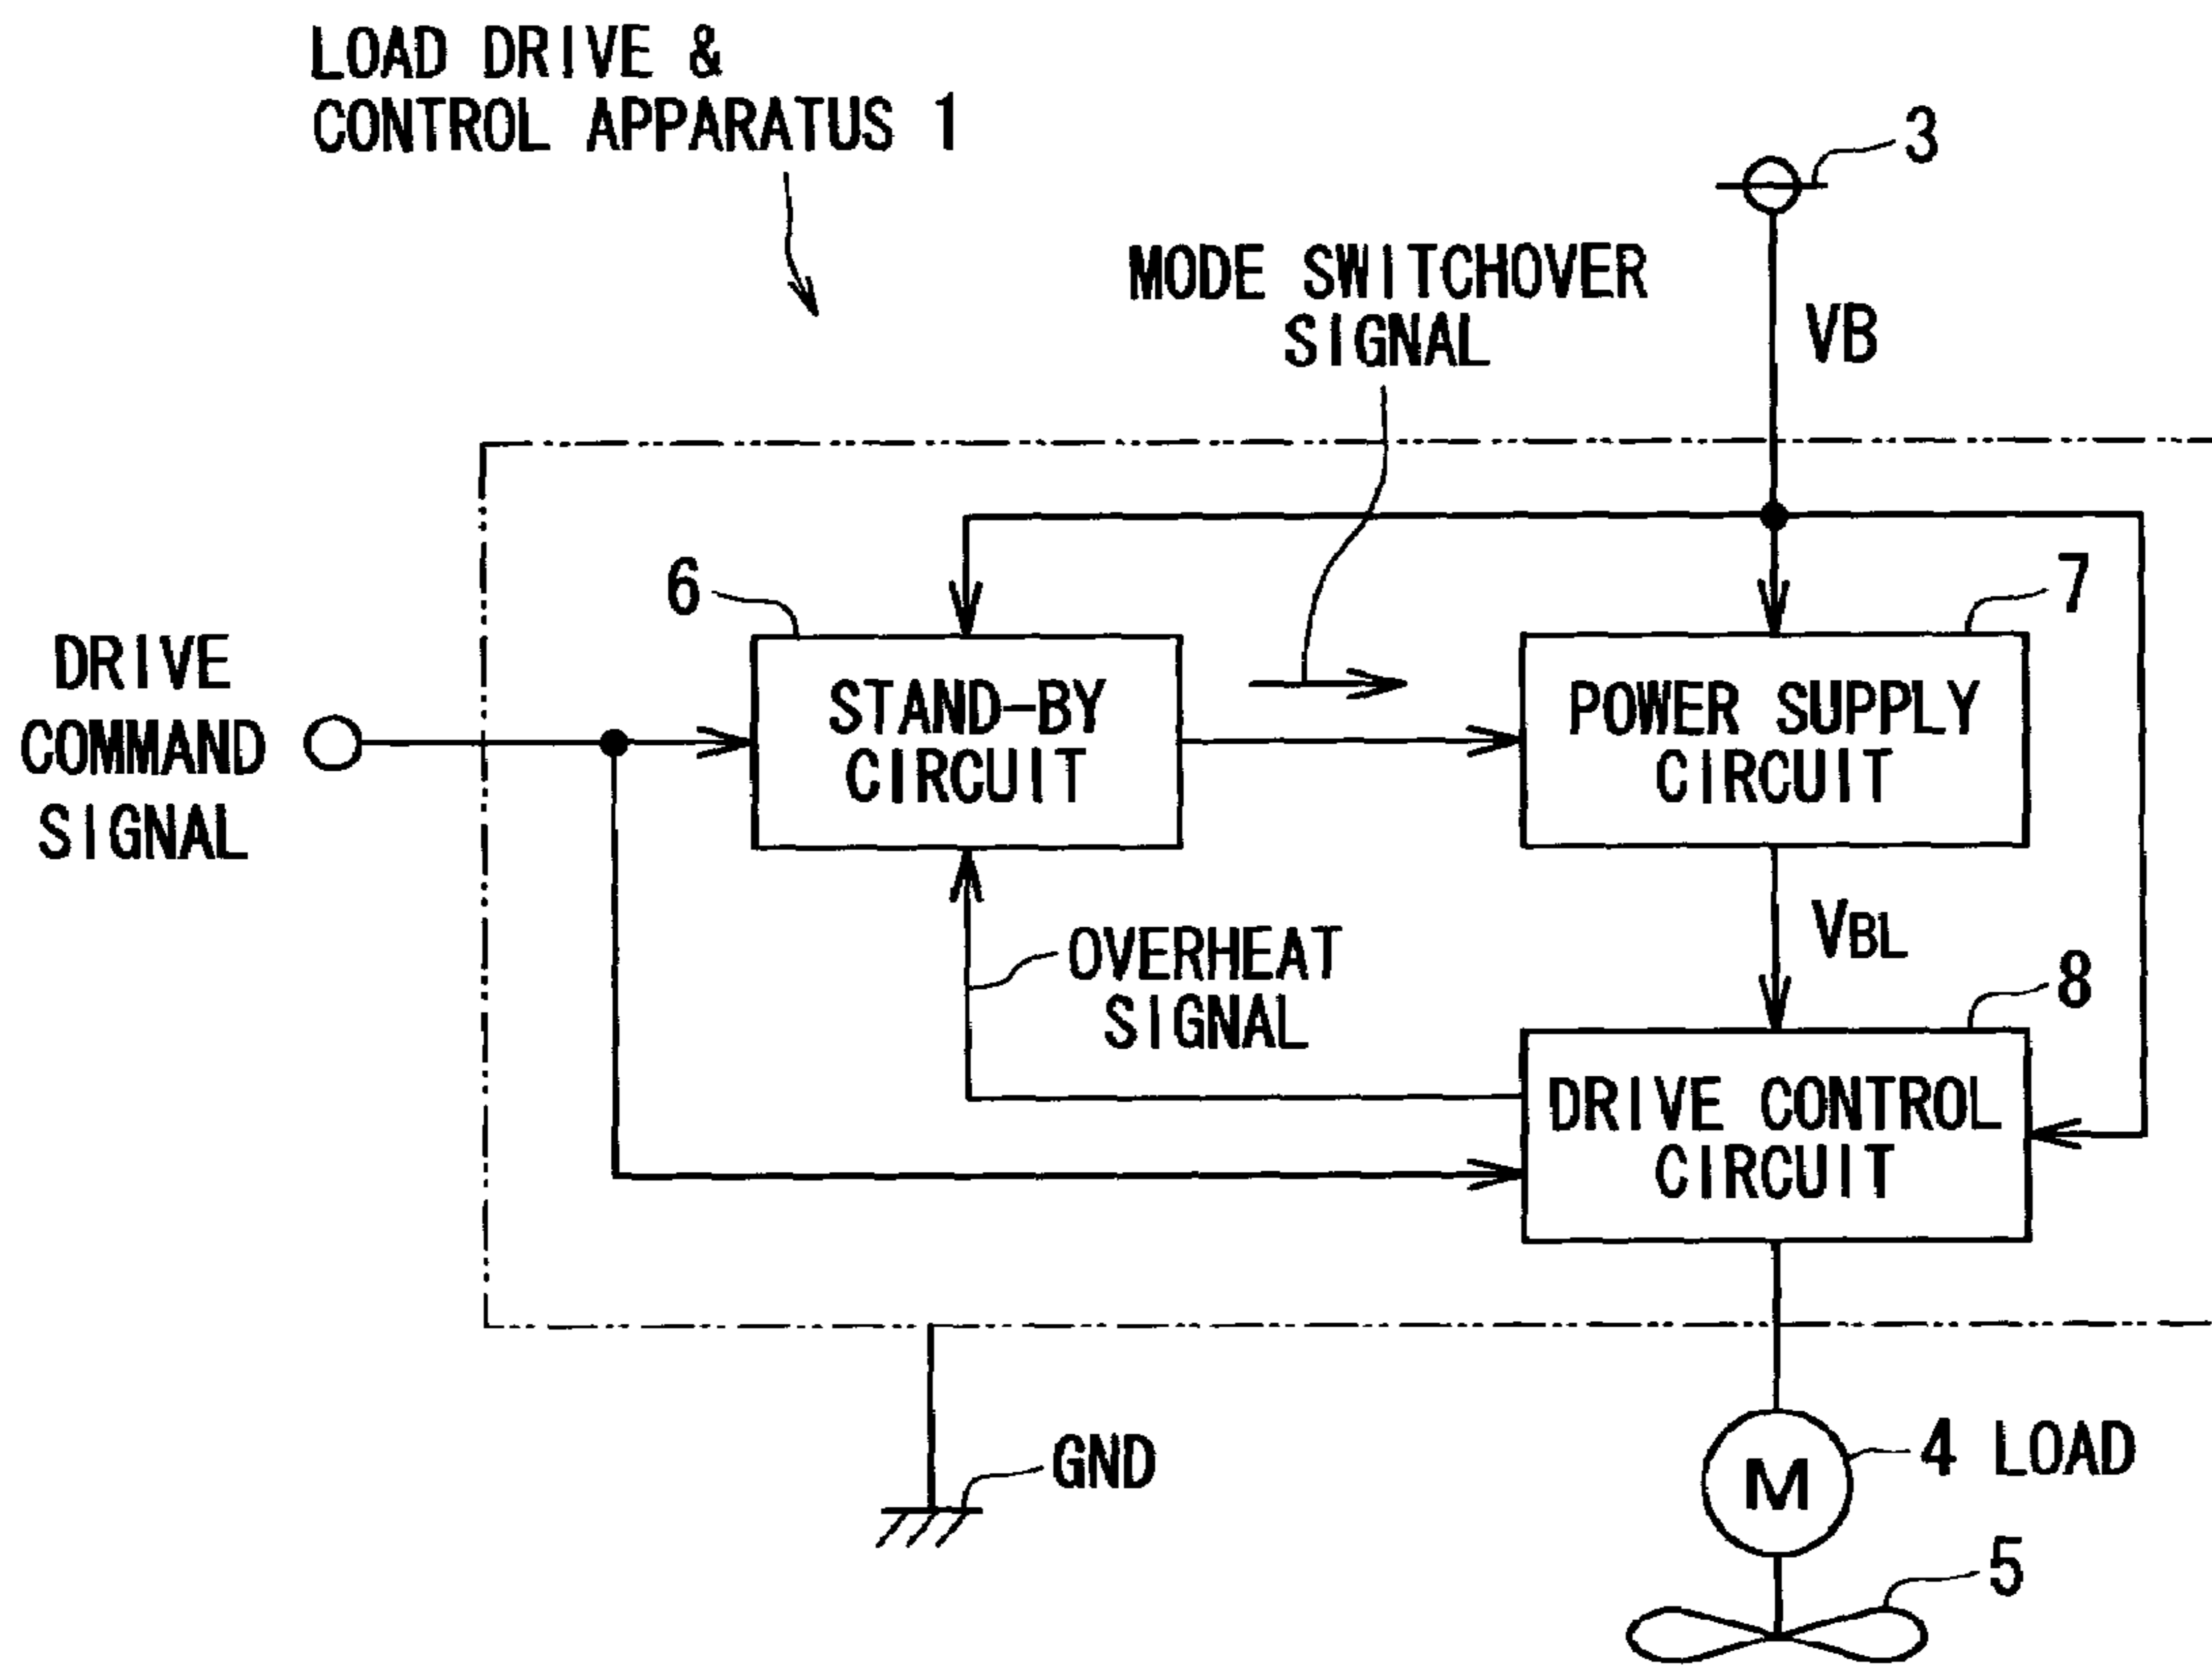 LOAD DRIVE &
CONTROL APPARATUS 1
3
MODE SWITCHOVER
SIGNAL
VB
6
7
DRIVE
COMMAND
SIGNAL
STAND-BY
CIRCUIT
POWER SUPPLY
CIRCUIT
OVERHEAT
SIGNAL
VBL
8
DRIVE CONTROL
CIRCUIT
GND
M
4 LOAD
5